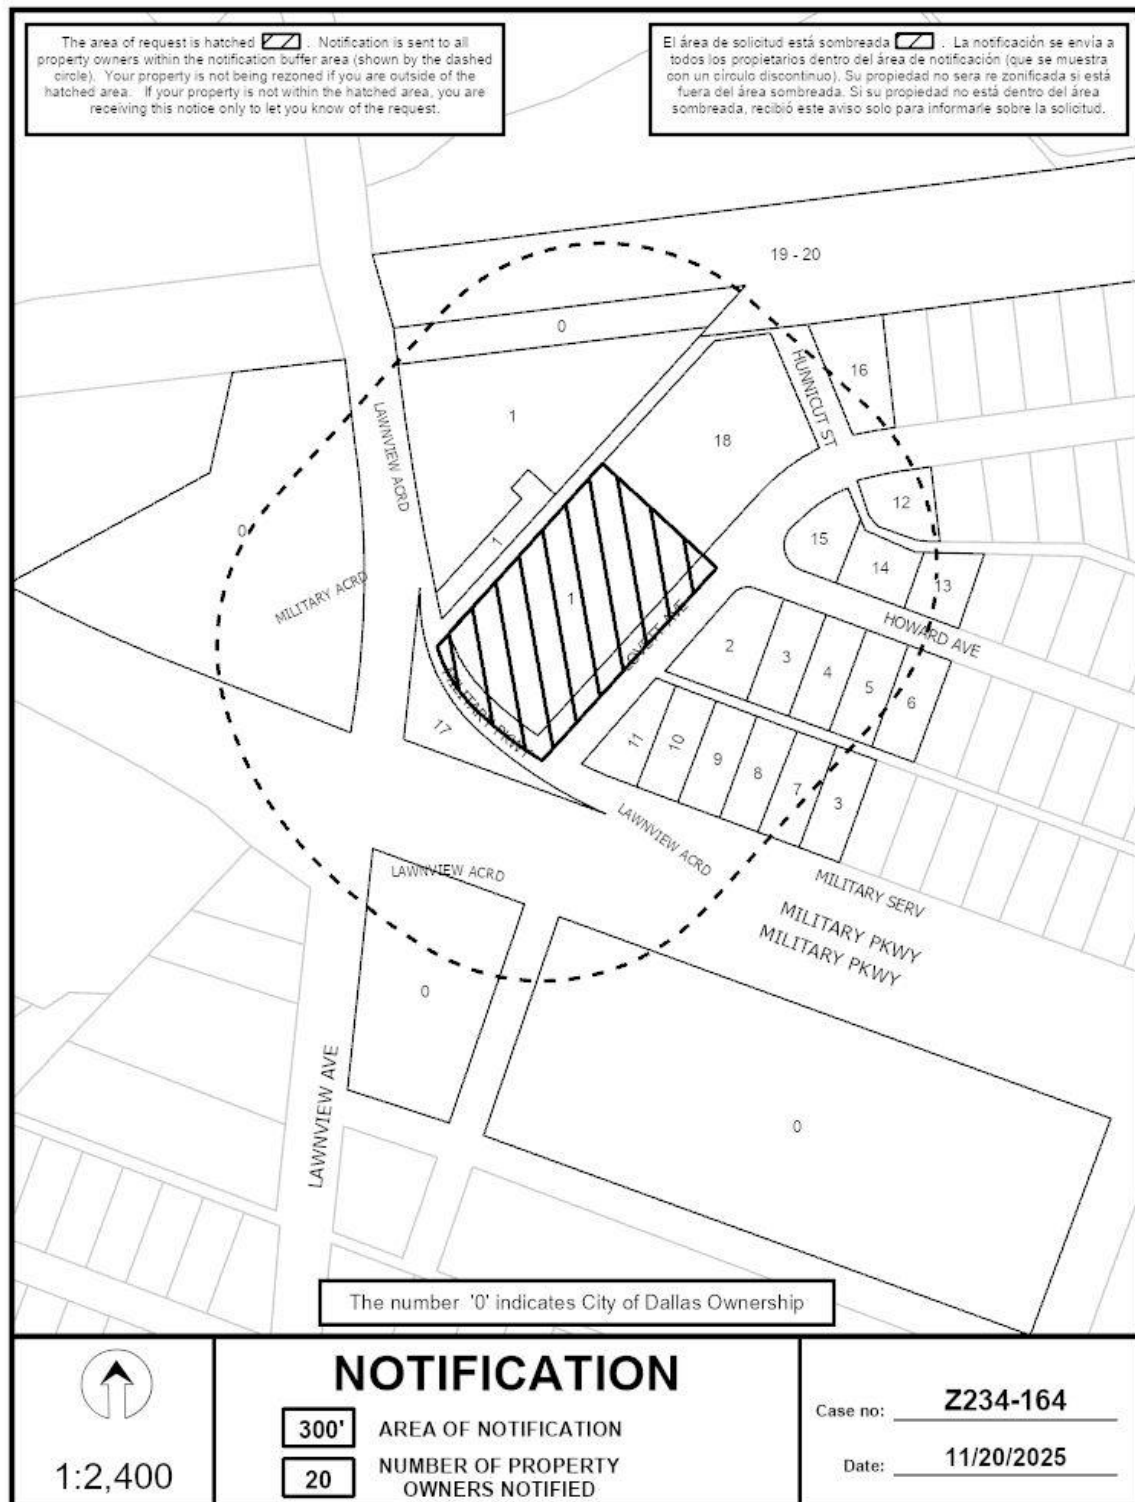 The area of request is hatched . Notification is sent to all
property owners within the notification buffer area (shown by the dashed
circle). Your property is not being rezoned if you are outside of the
hatched area. If your property is not within the hatched area, you are
receiving this notice only to let you know of the request.
El área de solicitud está sombreada . La notificación se envía a
todos los propietarios dentro del área de notificación (que se muestra
con un círculo discontinuo). Su propiedad no sera re zonificada si está
fuera del área sombreada. Si su propiedad no está dentro del área
sombreada, recibió este aviso solo para informarle sobre la solicitud.
19 - 20
0
HUNNICUT ST
16
LAWNVIEW ACRD
1
18
12
0
15
1
14
13
MILITARY ACRD
1
HOWARD AVE
LOVETT AVE
2
3
4
5
6
MILITARY PKWY
17
11
10
9
8
7
3
LAWNVIEW ACRD
LAWNVIEW ACRD
MILITARY SERV
MILITARY PKWY
MILITARY PKWY
0
LAWNVIEW AVE
0
The number '0' indicates City of Dallas Ownership
1:2,400
NOTIFICATION
300' AREA OF NOTIFICATION
20 NUMBER OF PROPERTY
OWNERS NOTIFIED
Case no: Z234-164
Date: 11/20/2025